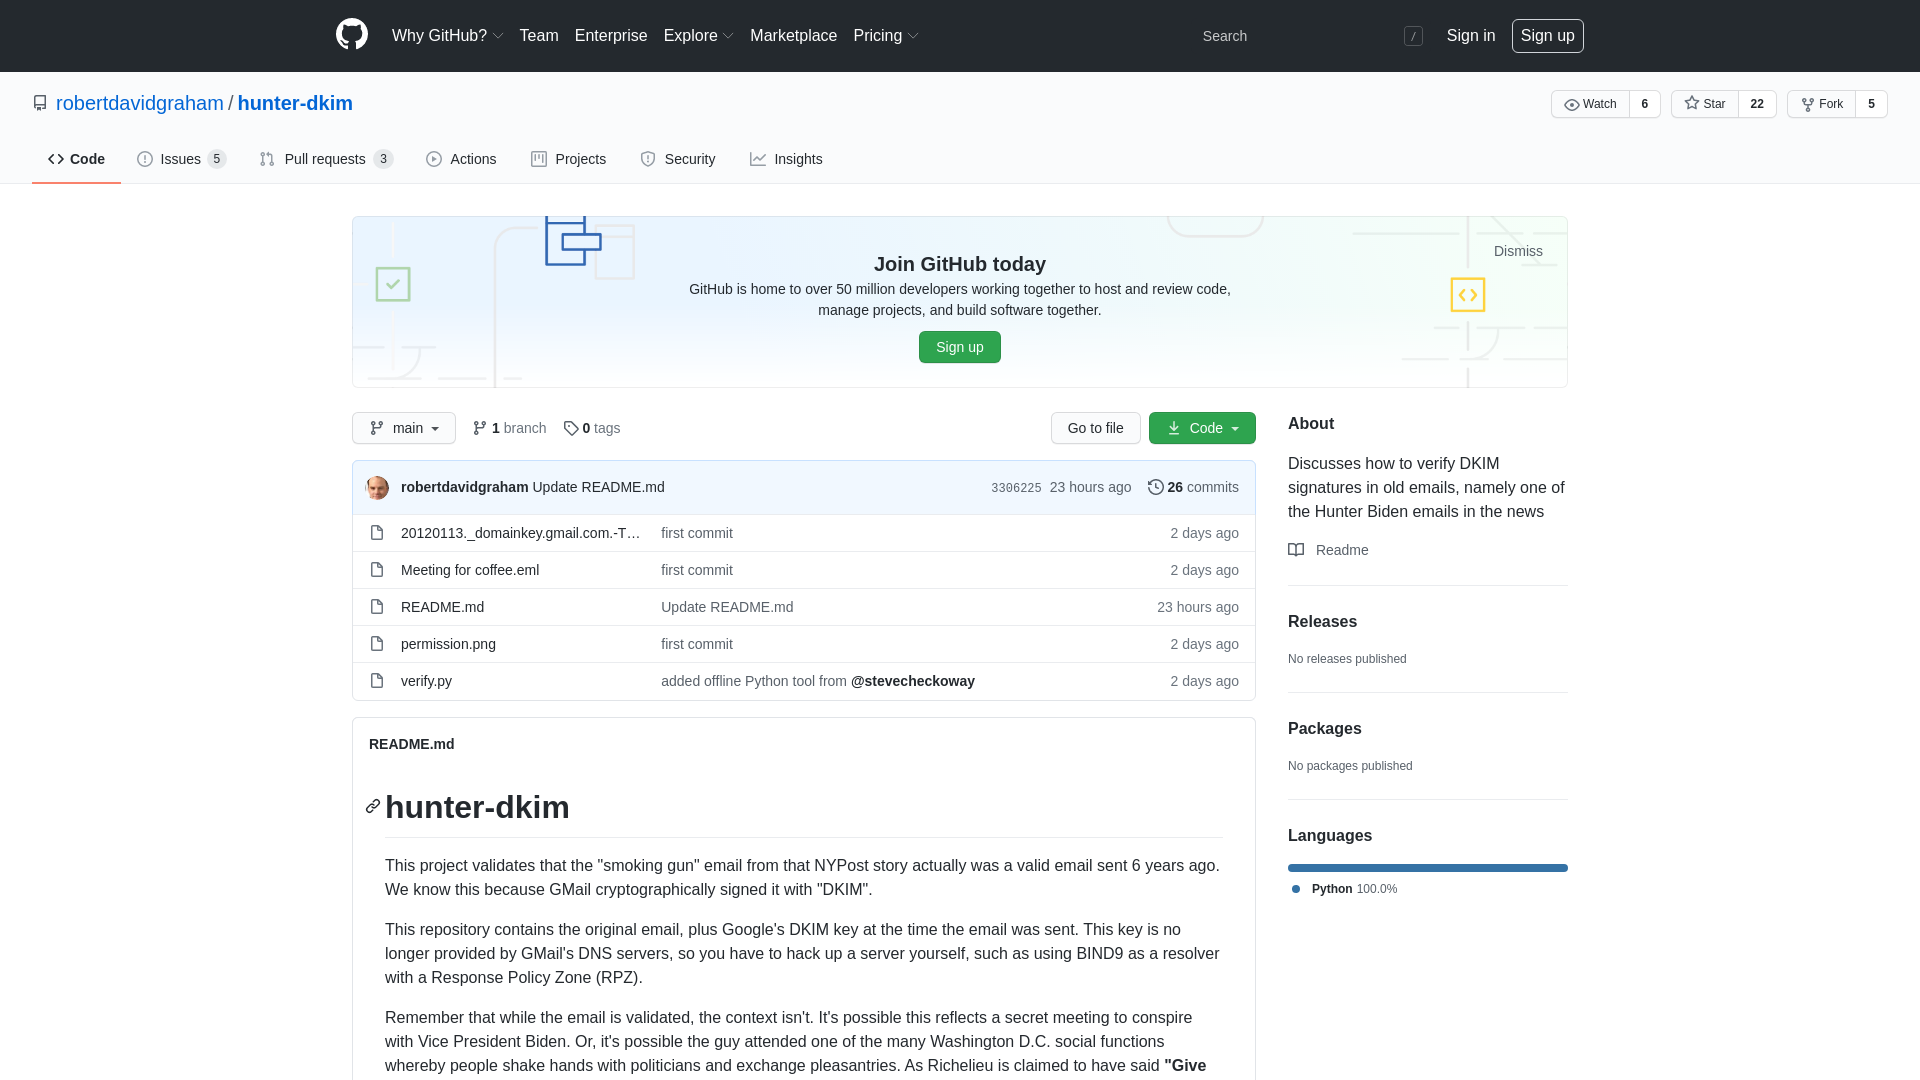 Why GitHub? Team Enterprise Explore Marketplace Pricing Search / Sign in Sign up
robertdavidgraham / hunter-dkim Watch 6 Star 22 Fork 5
Code Issues 5 Pull requests 3 Actions Projects Security Insights
Dismiss
Join GitHub today
GitHub is home to over 50 million developers working together to host and review code,
manage projects, and build software together.
Sign up
main 1 branch 0 tags Go to file Code
robertdavidgraham Update README.md 3306225 23 hours ago 26 commits
20120113._domainkey.gmail.com.-T… first commit 2 days ago
Meeting for coffee.eml first commit 2 days ago
README.md Update README.md 23 hours ago
permission.png first commit 2 days ago
verify.py added offline Python tool from @stevecheckoway 2 days ago
README.md
hunter-dkim
This project validates that the "smoking gun" email from that NYPost story actually was a valid email sent 6 years ago.
We know this because GMail cryptographically signed it with "DKIM".
This repository contains the original email, plus Google's DKIM key at the time the email was sent. This key is no
longer provided by GMail's DNS servers, so you have to hack up a server yourself, such as using BIND9 as a resolver
with a Response Policy Zone (RPZ).
Remember that while the email is validated, the context isn't. It's possible this reflects a secret meeting to conspire
with Vice President Biden. Or, it's possible the guy attended one of the many Washington D.C. social functions
whereby people shake hands with politicians and exchange pleasantries. As Richelieu is claimed to have said "Give
About
Discusses how to verify DKIM
signatures in old emails, namely one of
the Hunter Biden emails in the news
Readme
Releases
No releases published
Packages
No packages published
Languages
Python 100.0%